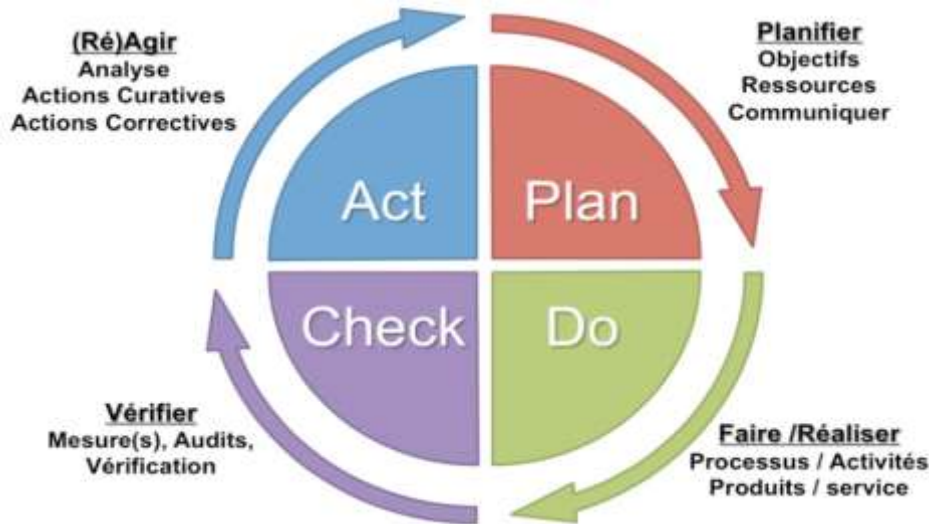 (Ré)Agir
Analyse
Actions Curatives
Actions Correctives
Planifier
Objectifs
Ressources
Communiquer
Act
Plan
Check
Do
Vérifier
Mesure(s), Audits,
Vérification
Faire /Réaliser
Processus / Activités
Produits / service